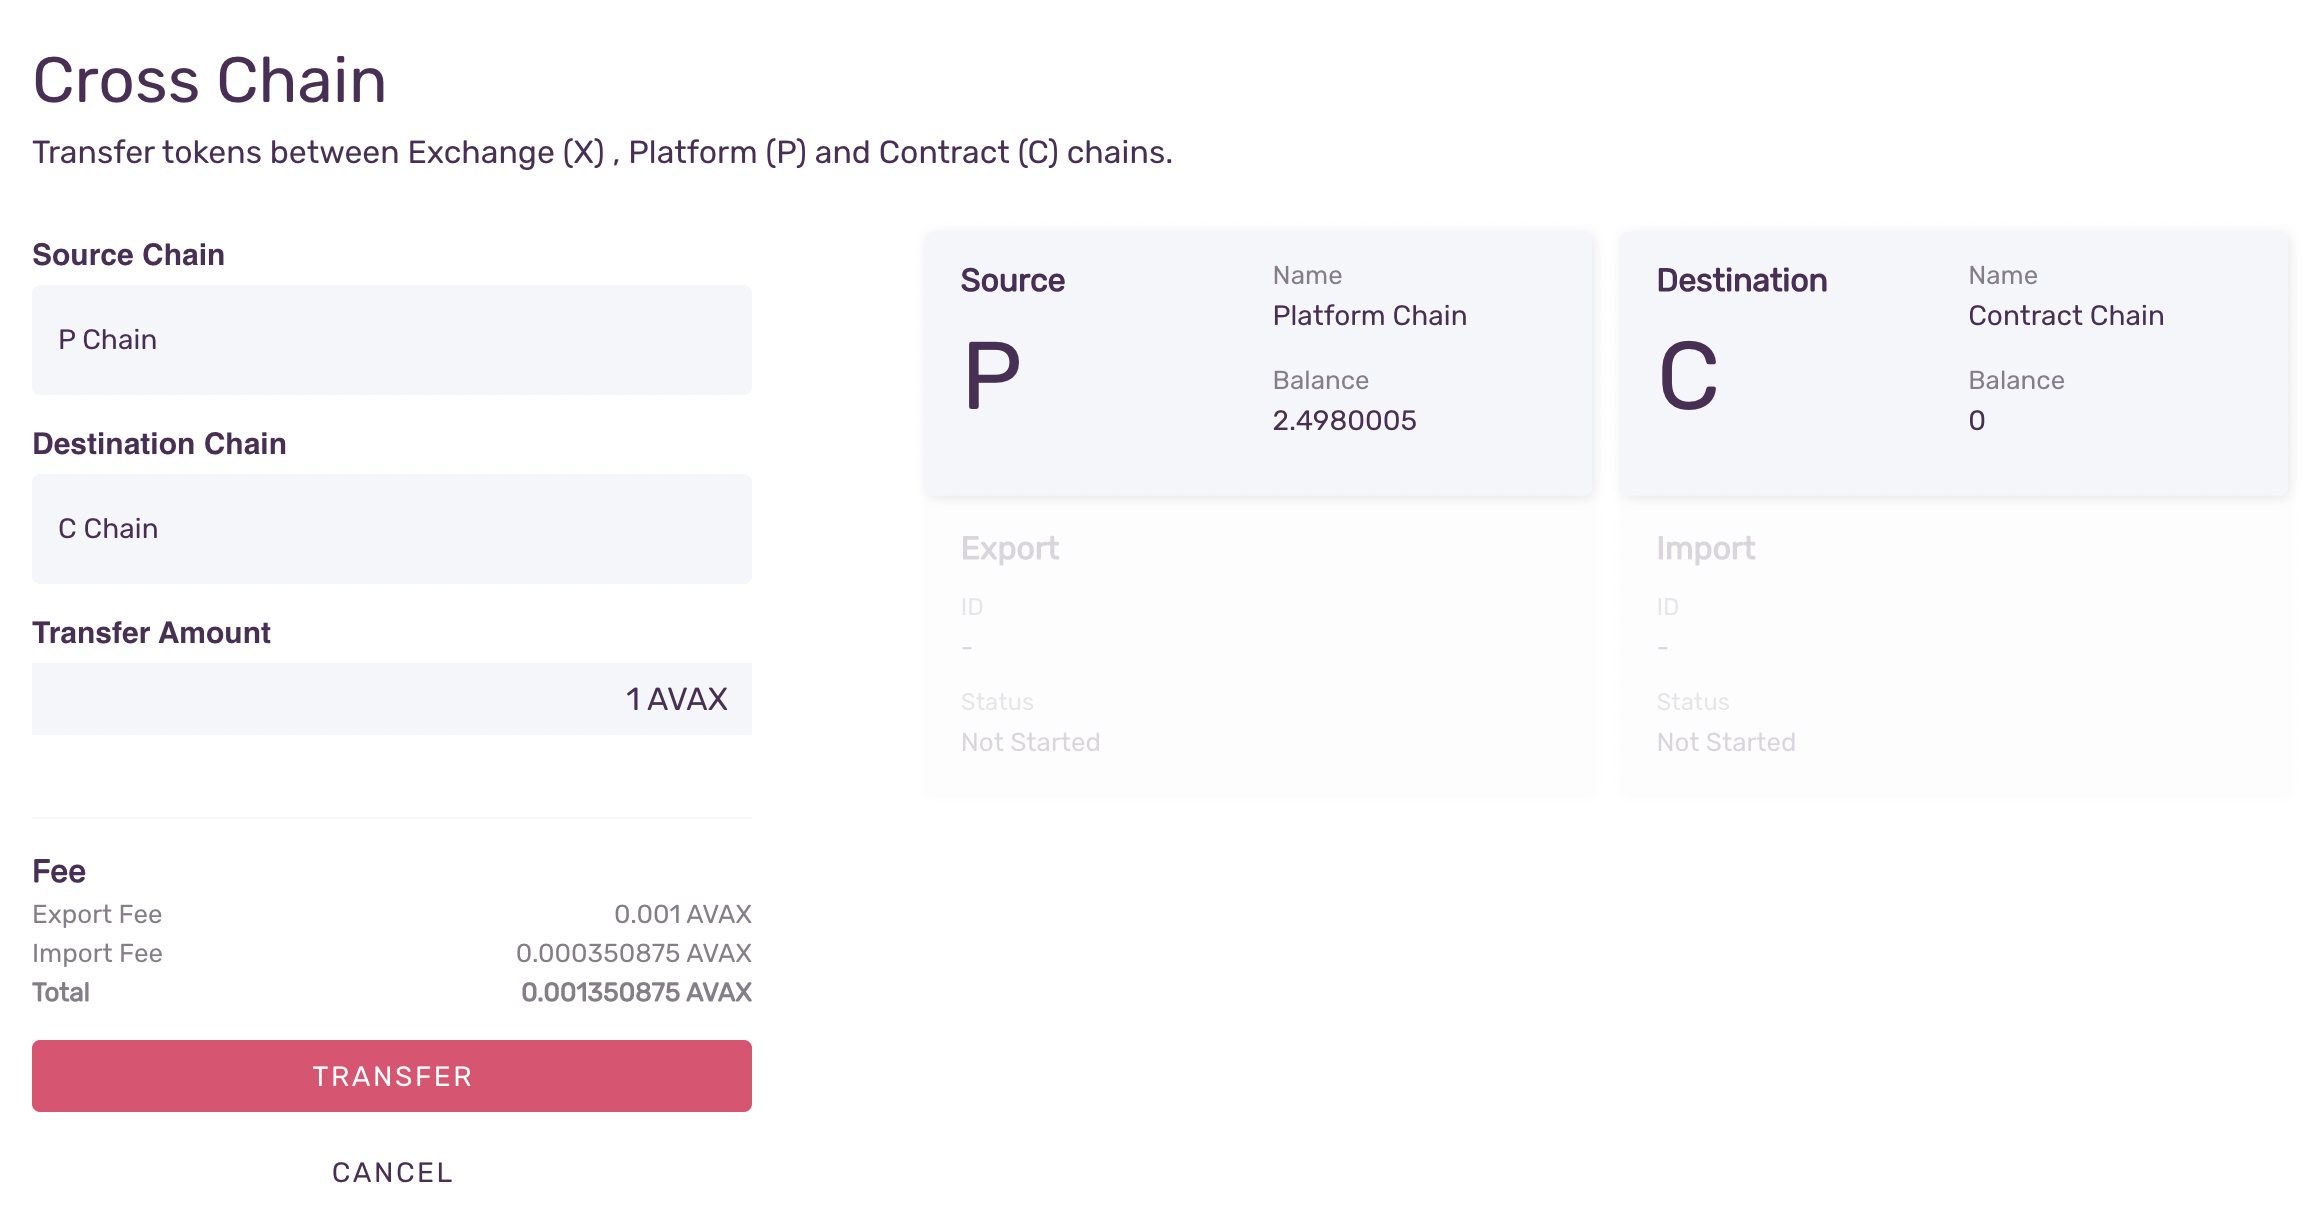 Cross Chain
Transfer tokens between Exchange (X) , Platform (P) and Contract (C) chains.
Source Chain
P Chain
Destination Chain
C Chain
Transfer Amount
1 AVAX
Fee
Export Fee 0.001 AVAX
Import Fee 0.000350875 AVAX
Total 0.001350875 AVAX
TRANSFER
CANCEL
Source
P
Name
Platform Chain
Balance
2.4980005
Export
ID
-
Status
Not Started
Destination
C
Name
Contract Chain
Balance
0
Import
ID
-
Status
Not Started